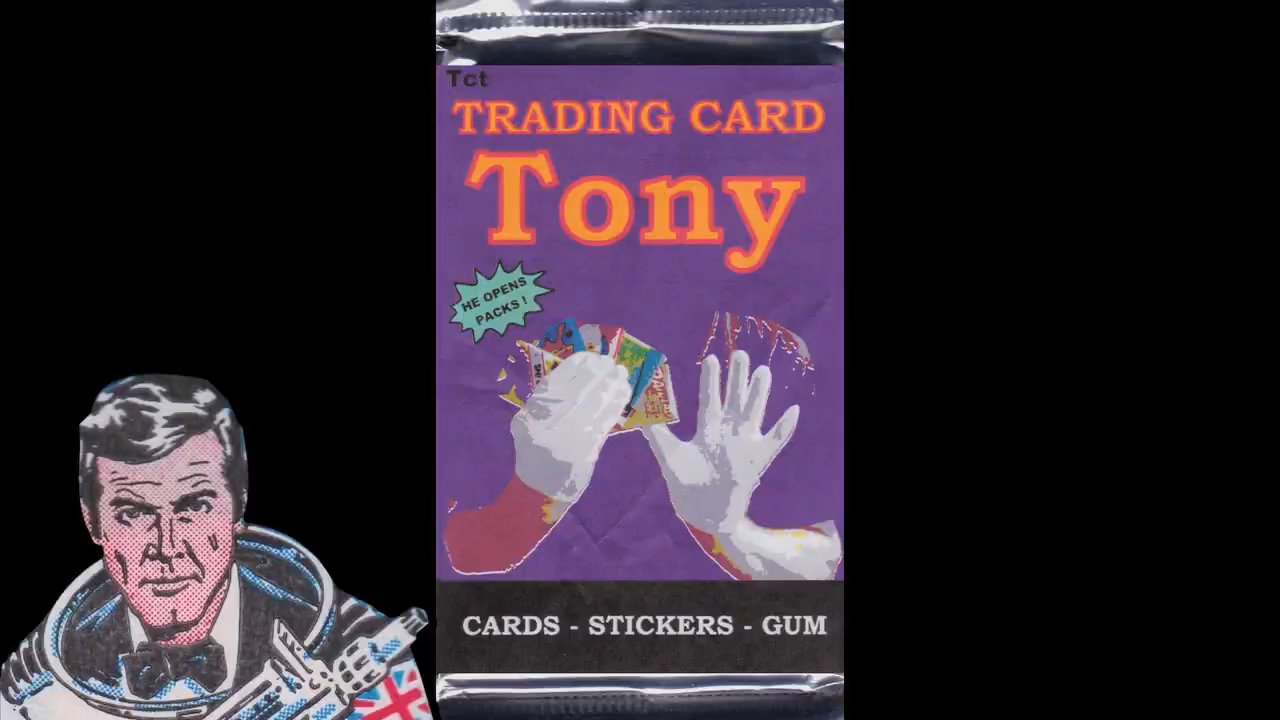 Tct
TRADING CARD
Tony
HE OPENS
PACKS !
CARDS - STICKERS - GUM